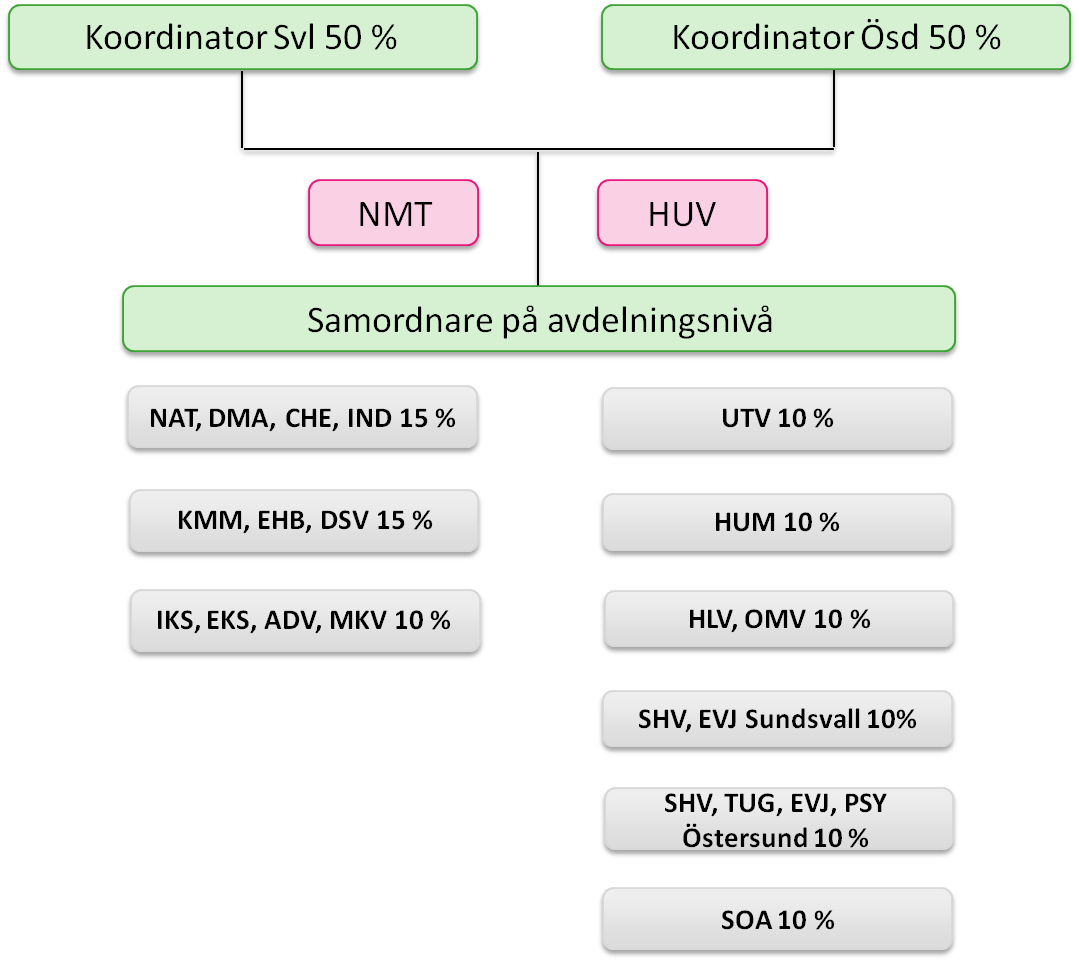 Koordinator Svl 50 %
Koordinator Ösd 50 %
NMT
HUV
Samordnare på avdelningsnivå
NAT, DMA, CHE, IND 15 %
UTV 10 %
KMM, EHB, DSV 15 %
HUM 10 %
IKS, EKS, ADV, MKV 10 %
HLV, OMV 10 %
SHV, EVJ Sundsvall 10%
SHV, TUG, EVJ, PSY
Östersund 10 %
SOA 10 %